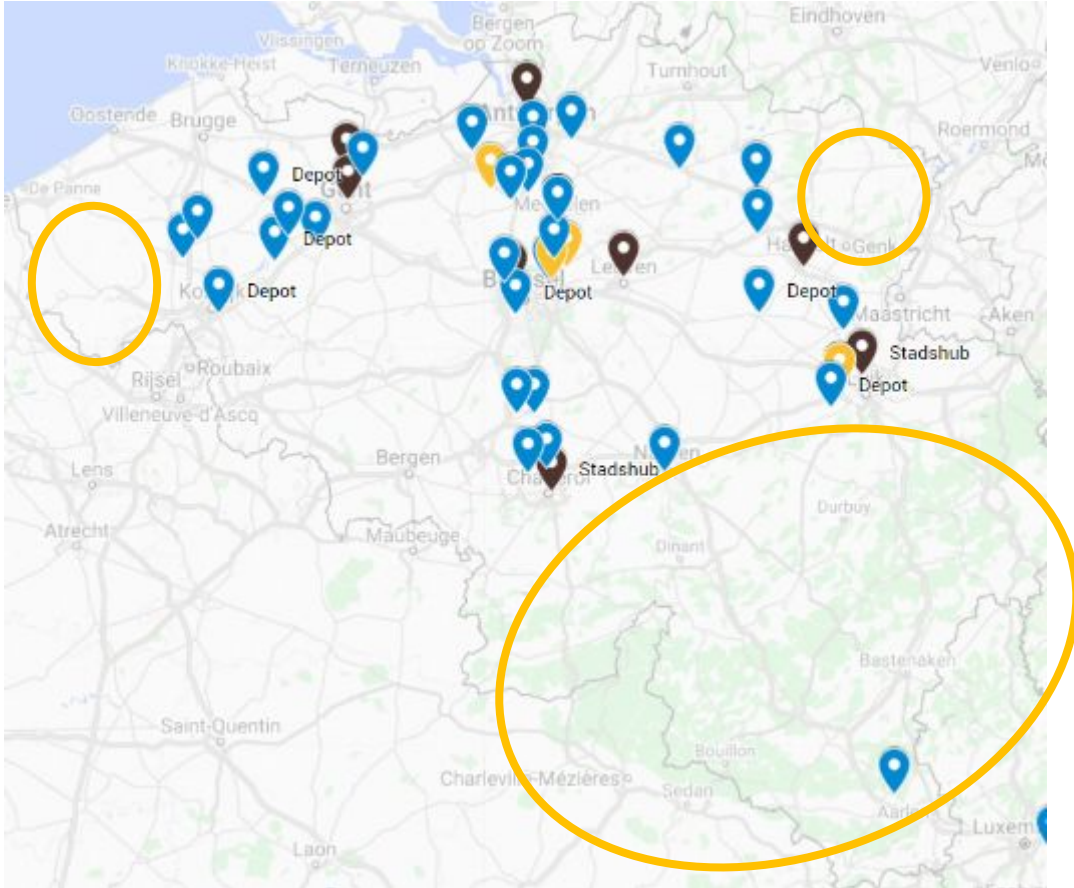 Eindhoven
Bergen
op Zoom
Vlissingen
Knokke-Heist
Terneuzen
Turnhout
Venlo
Oostende
Brugge
Roermond
De Panne
Depot
Gent
Depot
Genk
Depot
Depot
Depot
Maastricht
Aken
Stadshub
Roubaix
Rijsel
Depot
Villeneuve-d'Ascq
Bergen
Stadshub
Lens
Durbuy
Atrecht
Maubeuge
Dinant
Bastenaken
Saint-Quentin
Bouillon
Charleville-Mézières
Sedan
Laon